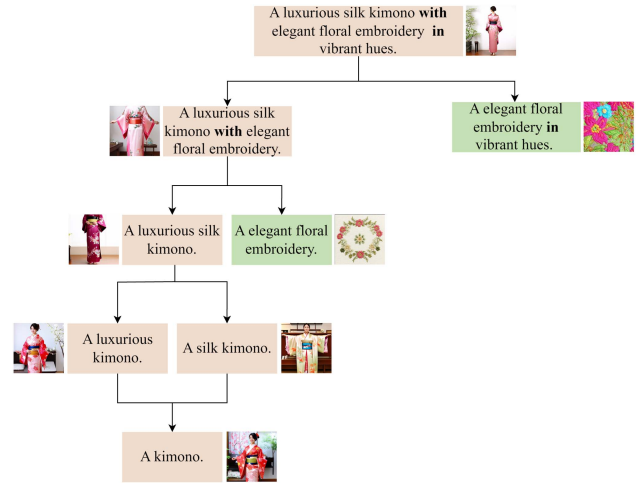 A luxurious silk kimono with
elegant floral embroidery in
vibrant hues.
A luxurious silk
kimono with elegant
floral embroidery.
A elegant floral
embroidery in
vibrant hues.
A luxurious silk
kimono.
A elegant floral
embroidery.
A luxurious
kimono.
A silk kimono.
A kimono.